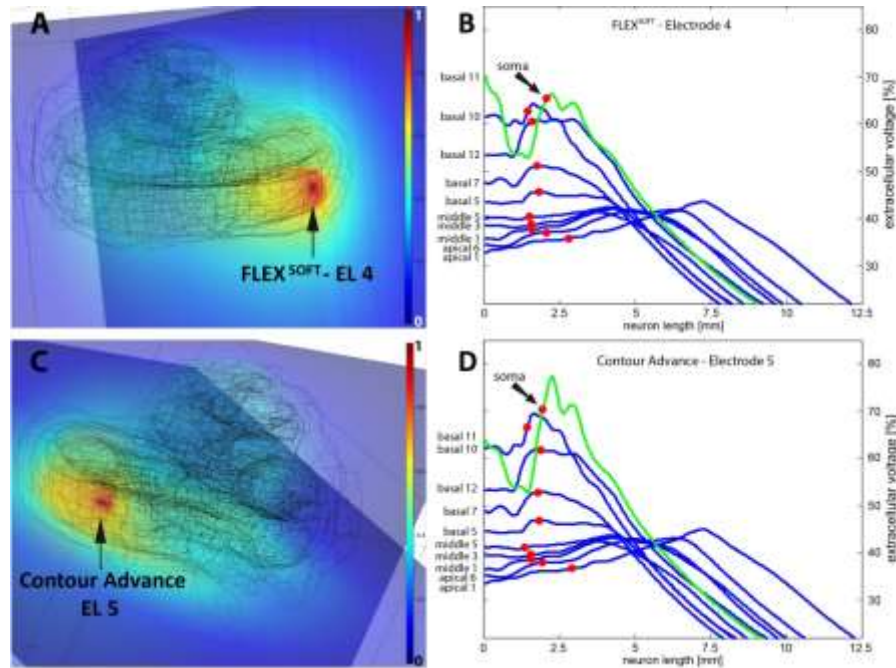 A
1
0
FLEX SOFT - EL 4
B
FLEX SOFT - Electrode 4
soma
basal 11
basal 10
basal 12
basal 7
basal 5
middle 5
middle 3
middle 1
apical 6
apical 1
70
60
50
40
30
extracellular voltage [%]
0 2.5 5 7.5 10 12.5
neuron length [mm]
C
1
0
Contour Advance
EL 5
D
Contour Advance - Electrode 5
soma
basal 11
basal 10
basal 12
basal 7
basal 5
middle 5
middle 3
middle 1
apical 6
apical 1
80
70
60
50
40
30
extracellular voltage [%]
0 2.5 5 7.5 10 12.5
neuron length [mm]